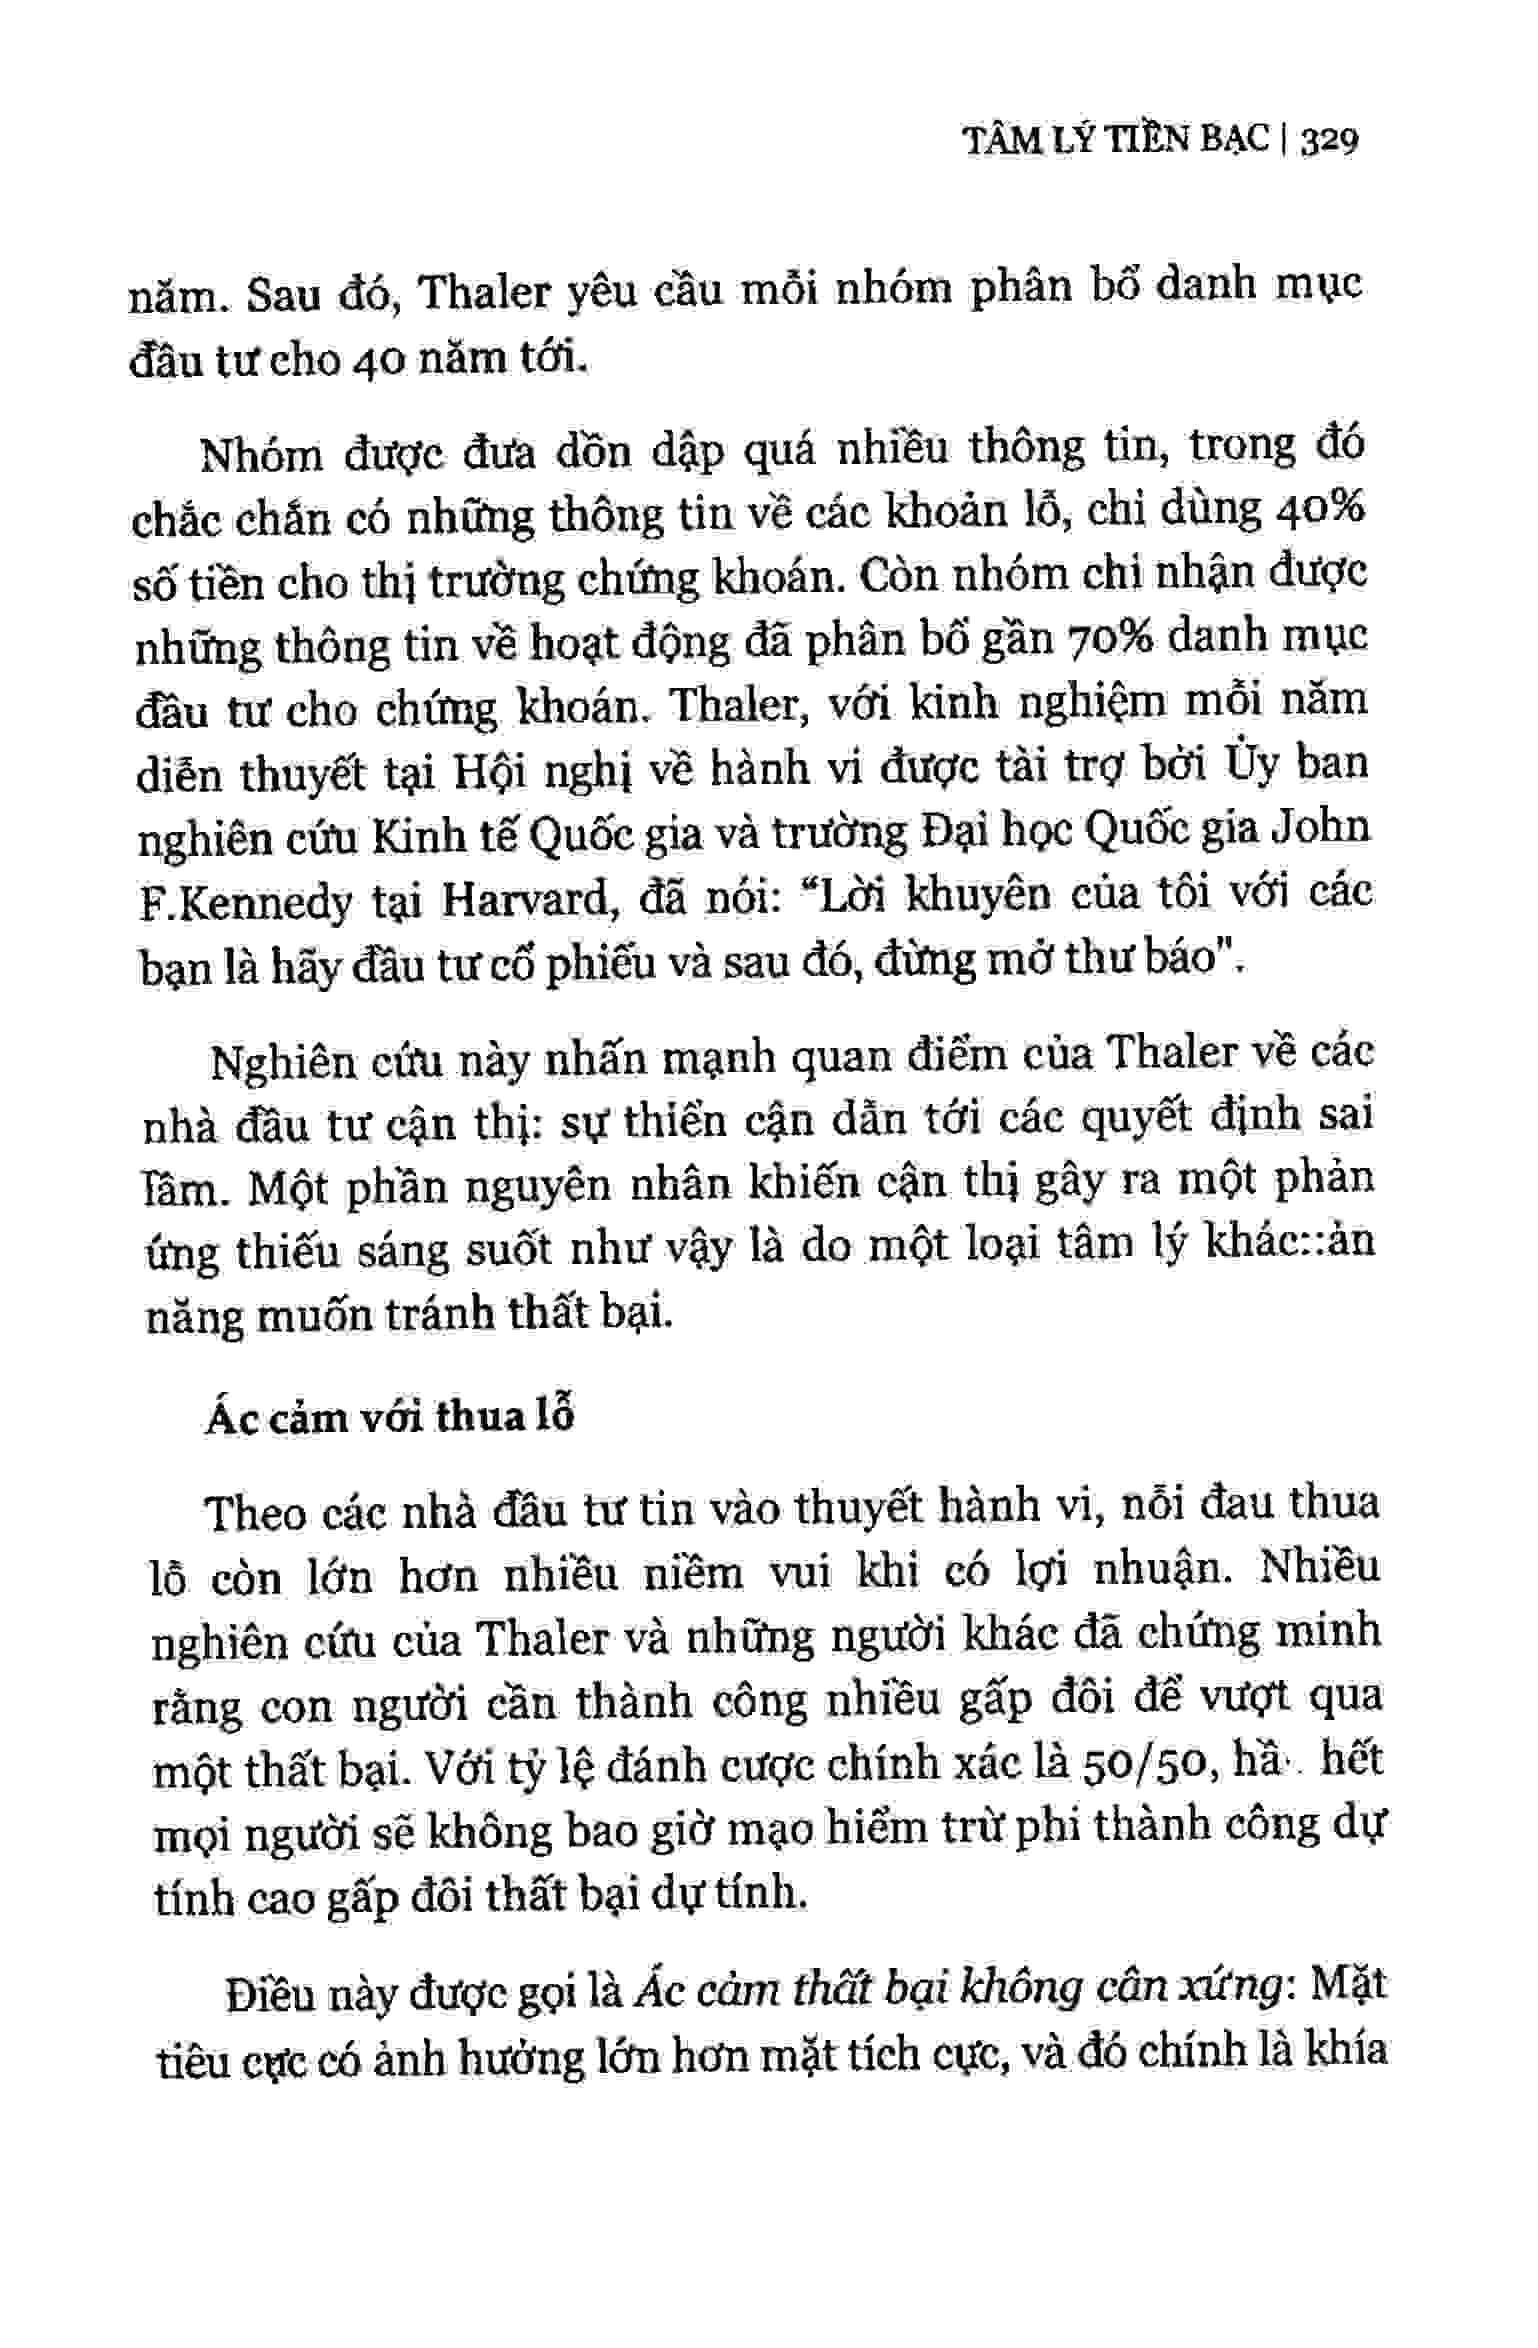 TÂM LÝ TIỀN BẠC | 329
năm. Sau đó, Thaler yêu cầu mỗi nhóm phân bổ danh mục
đầu tư cho 40 năm tới.
Nhóm được đưa dồn dập quá nhiều thông tin, trong đó
chắc chắn có những thông tin về các khoản lỗ, chỉ dùng 40%
số tiền cho thị trường chứng khoán. Còn nhóm chỉ nhận được
những thông tin về hoạt động đã phân bổ gần 70% danh mục
đầu tư cho chứng khoán. Thaler, với kinh nghiệm mỗi năm
diễn thuyết tại Hội nghị về hành vi được tài trợ bởi Ủy ban
nghiên cứu Kinh tế Quốc gia và trường Đại học Quốc gia John
F.Kennedy tại Harvard, đã nói: “Lời khuyên của tôi với các
bạn là hãy đầu tư cổ phiếu và sau đó, đừng mở thư báo".
Nghiên cứu này nhấn mạnh quan điểm của Thaler về các
nhà đầu tư cận thị: sự thiển cận dẫn tới các quyết định sai
lầm. Một phần nguyên nhân khiến cận thị gây ra một phản
ứng thiếu sáng suốt như vậy là do một loại tâm lý khác::ản
năng muốn tránh thất bại.
Ác cảm với thua lỗ
Theo các nhà đầu tư tin vào thuyết hành vi, nỗi đau thua
lỗ còn lớn hơn nhiều niềm vui khi có lợi nhuận. Nhiều
nghiên cứu của Thaler và những người khác đã chứng minh
rằng con người cần thành công nhiều gấp đôi để vượt qua
một thất bại. Với tỷ lệ đánh cược chính xác là 50/50, hết
mọi người sẽ không bao giờ mạo hiểm trừ phi thành công dự
tính cao gấp đôi thất bại dự tính.
Điều này được gọi là Ác cảm thất bại không cân xứng: Mặt
tiêu cực có ảnh hưởng lớn hơn mặt tích cực, và đó chính là khía